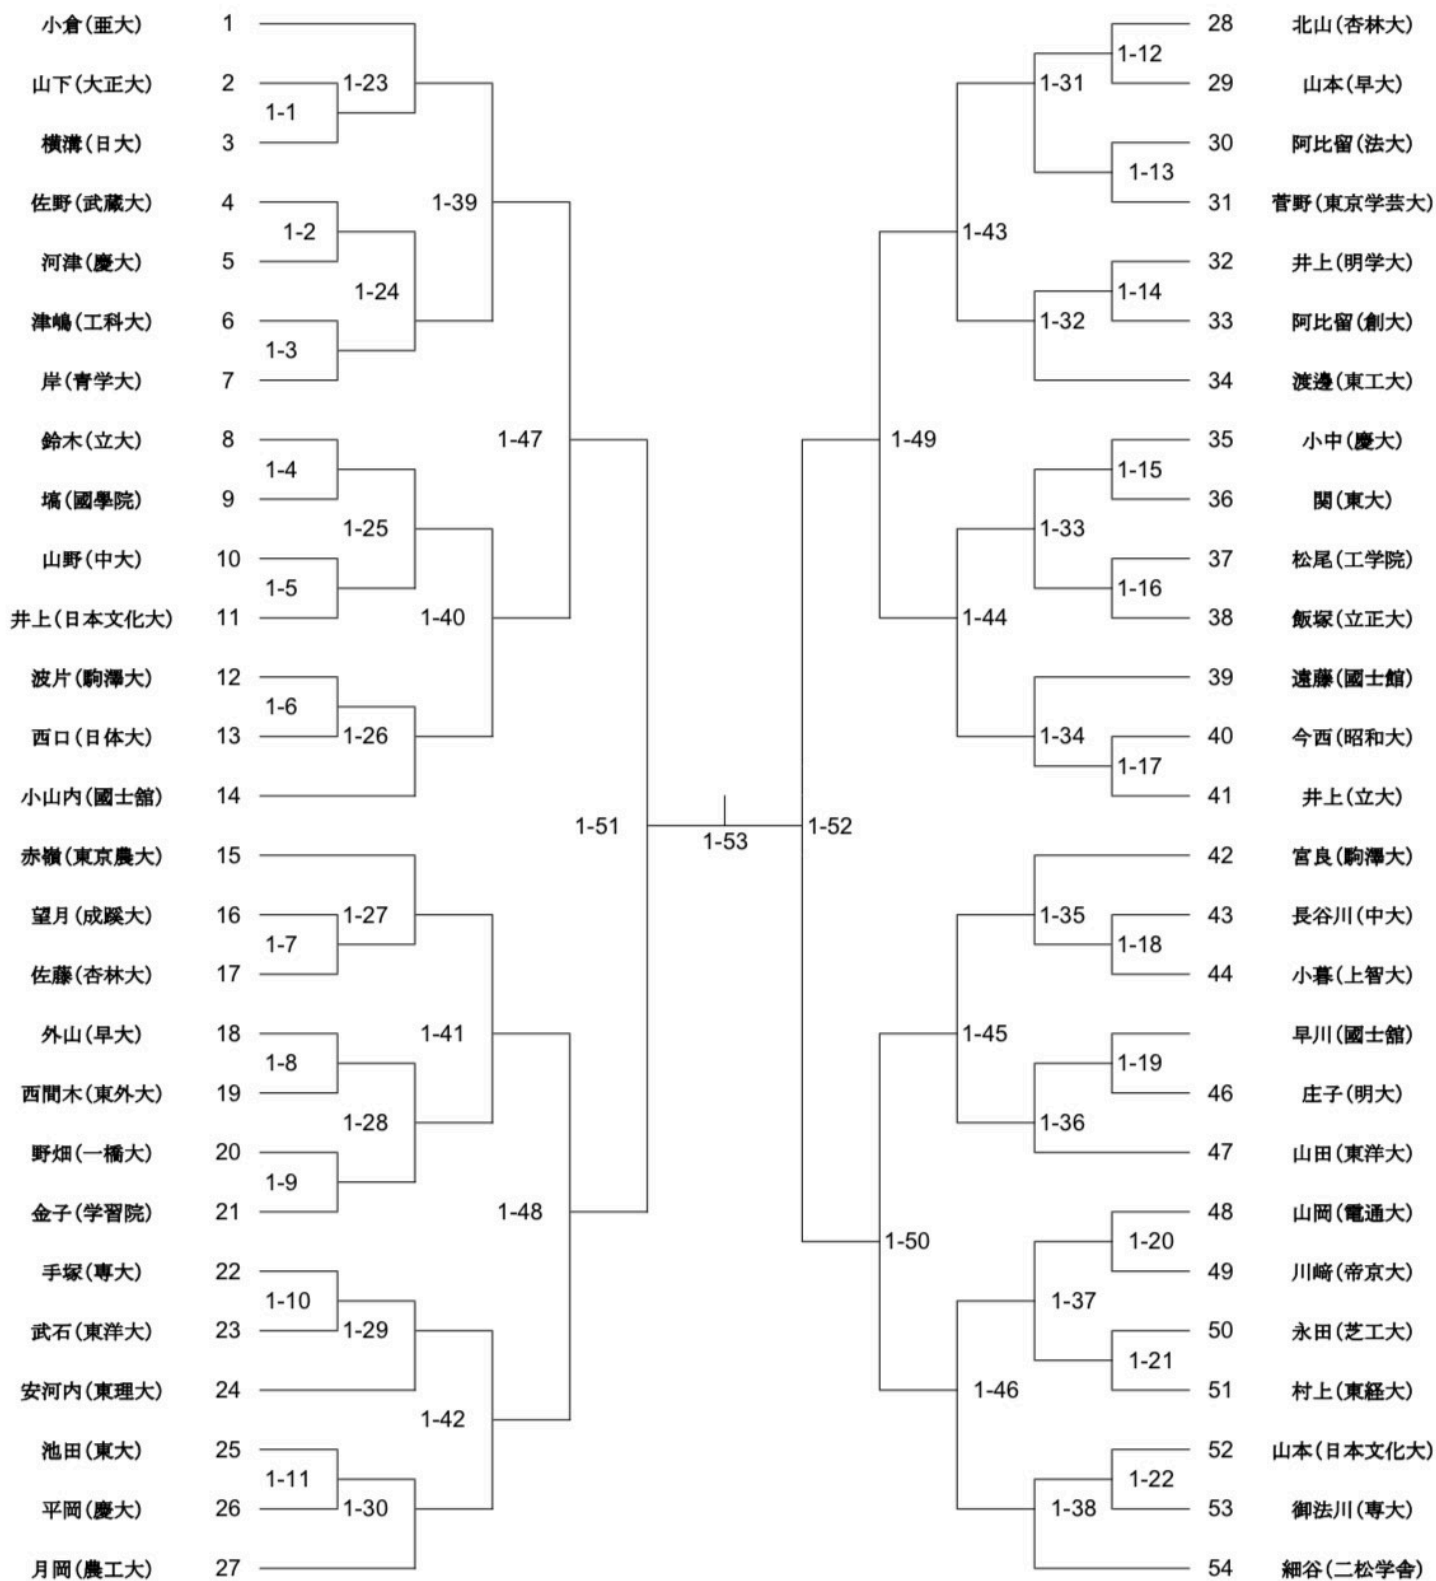 小倉(亜大) 1
山下(大正大) 2
横溝(日大) 3
佐野(武蔵大) 4
河津(慶大) 5
津嶋(工科大) 6
岸(青学大) 7
鈴木(立大) 8
塙(國學院) 9
山野(中大) 10
井上(日本文化大) 11
波片(駒澤大) 12
西口(日体大) 13
小山内(國士舘) 14
赤嶺(東京農大) 15
望月(成蹊大) 16
佐藤(杏林大) 17
外山(早大) 18
西間木(東外大) 19
野畑(一橋大) 20
金子(学習院) 21
手塚(専大) 22
武石(東洋大) 23
安河内(東理大) 24
池田(東大) 25
平岡(慶大) 26
月岡(農工大) 27
1-1
1-2
1-3
1-4
1-5
1-6
1-7
1-8
1-9
1-10
1-11
1-23
1-24
1-25
1-26
1-27
1-28
1-29
1-30
1-39
1-40
1-41
1-42
1-47
1-48
1-51
1-53
1-52
1-49
1-50
1-43
1-44
1-45
1-46
1-31
1-32
1-33
1-34
1-35
1-36
1-37
1-38
1-12
1-13
1-14
1-15
1-16
1-17
1-18
1-19
1-20
1-21
1-22
28 北山(杏林大)
29 山本(早大)
30 阿比留(法大)
31 菅野(東京学芸大)
32 井上(明学大)
33 阿比留(創大)
34 渡邊(東工大)
35 小中(慶大)
36 関(東大)
37 松尾(工学院)
38 飯塚(立正大)
39 遠藤(國士館)
40 今西(昭和大)
41 井上(立大)
42 宮良(駒澤大)
43 長谷川(中大)
44 小暮(上智大)
早川(國士舘)
46 庄子(明大)
47 山田(東洋大)
48 山岡(電通大)
49 川﨑(帝京大)
50 永田(芝工大)
51 村上(東経大)
52 山本(日本文化大)
53 御法川(専大)
54 細谷(二松学舎)